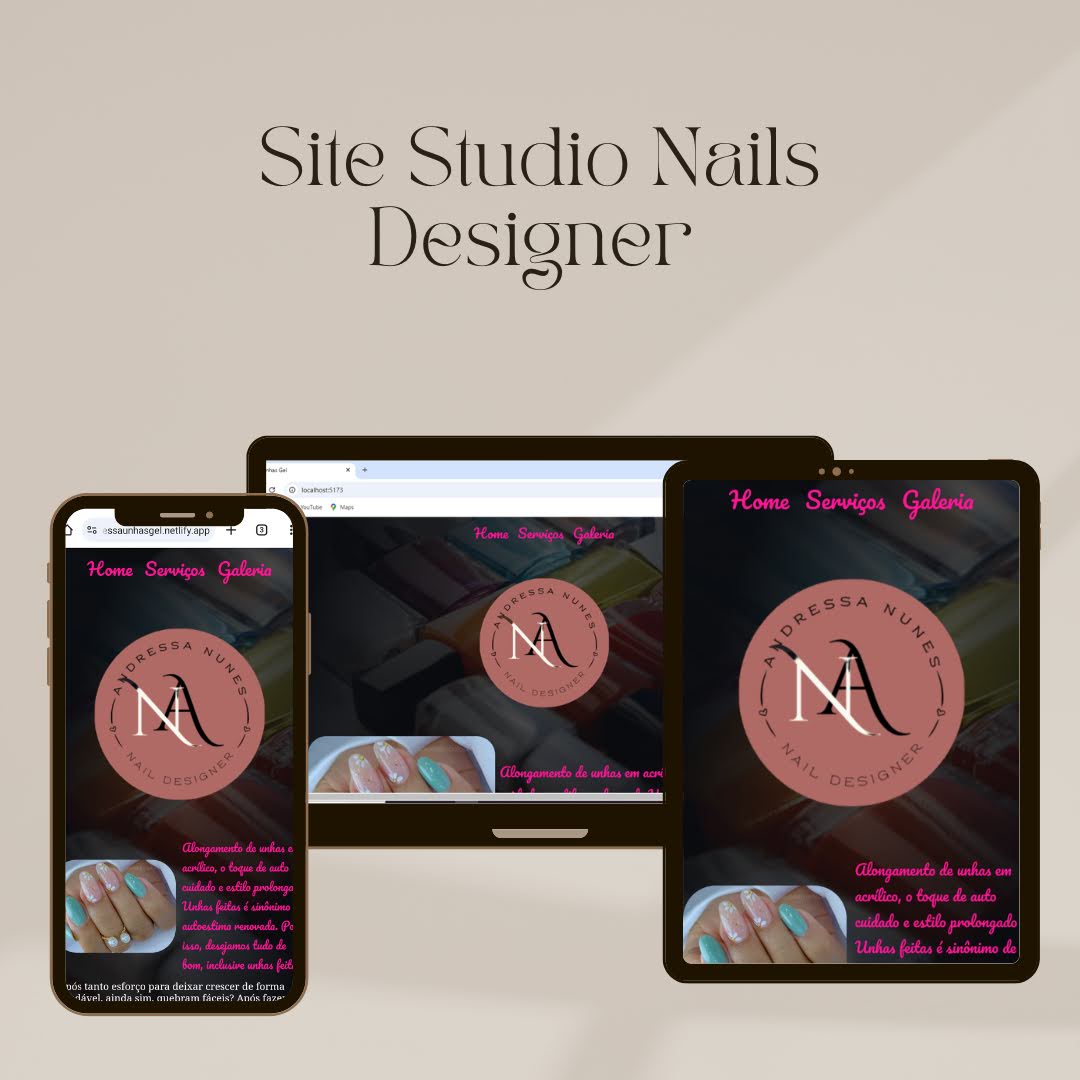 Site Studio Nails
Designer
nhas Gel
localhost:5173
YouTube Maps
Home Serviços Galeria
ANDRESSA NUNES
NA
NAIL DESIGNER
Alongamento de unhas em
essaunhasgel.netlify.app
3
Home Serviços Galeria
ANDRESSA NUNES
NA
NAIL DESIGNER
Alongamento de unhas e
acrílico, o toque de auto
cuidado e estilo prolonga
Unhas feitas é sinônimo
autoestima renovada. Po
isso, desejamos tudo de
bom, inclusive unhas feit
pós tanto esforço para deixar crescer de forma
dável, ainda sim, quebram fáceis? Após fazer
Home Serviços Galeria
ANDRESSA NUNES
NA
NAIL DESIGNER
Alongamento de unhas em
acrílico, o toque de auto
cuidado e estilo prolongado
Unhas feitas é sinônimo de